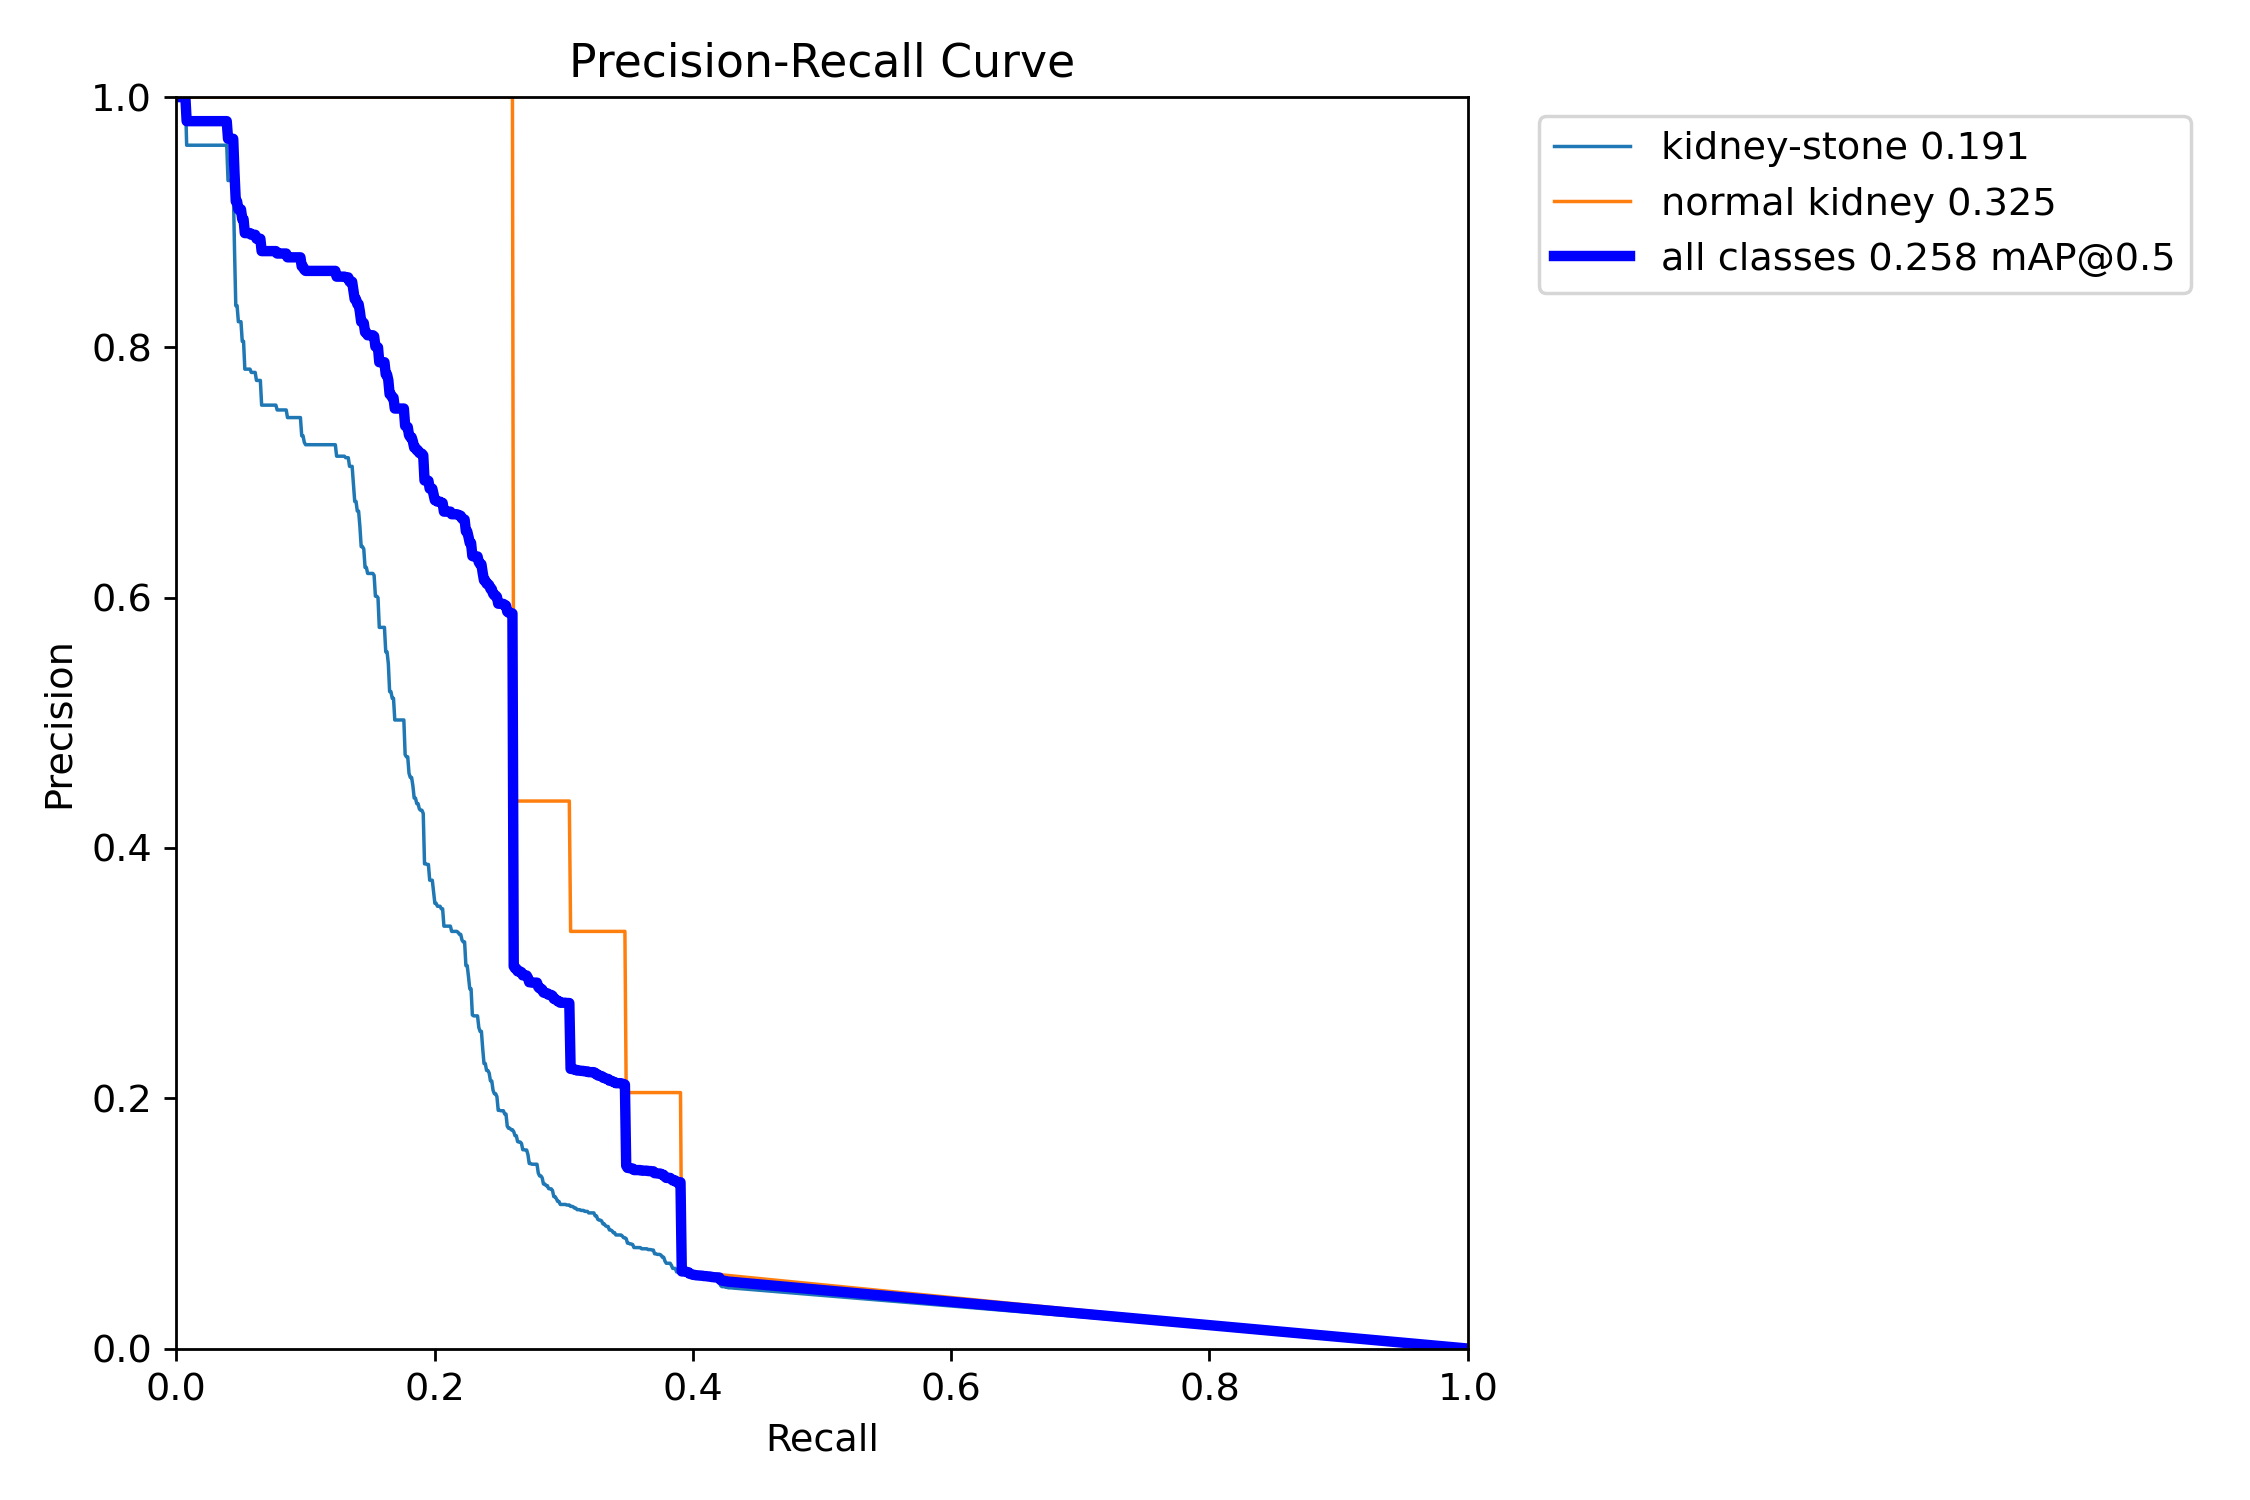 Precision-Recall Curve
1.0
0.8
0.6
0.4
0.2
0.0
Precision
0.0 0.2 0.4 0.6 0.8 1.0
Recall
kidney-stone 0.191
normal kidney 0.325
all classes 0.258 mAP@0.5